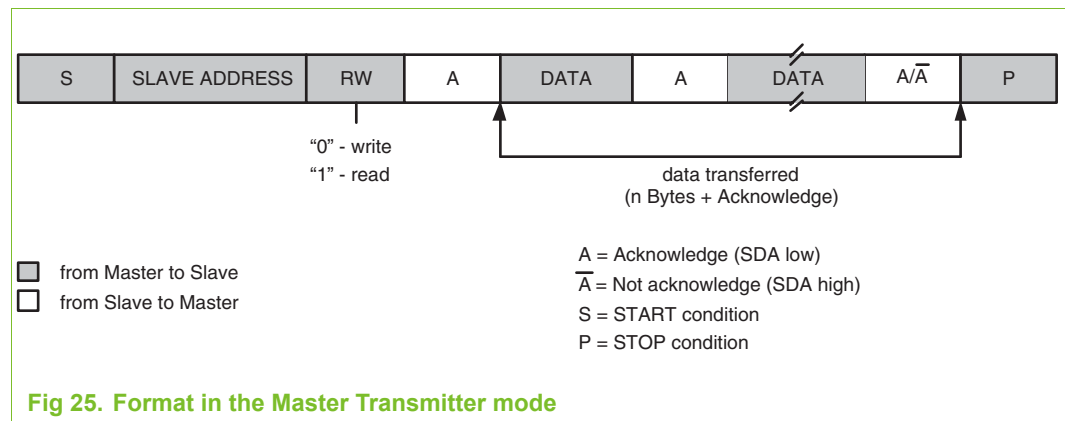 S SLAVE ADDRESS RW A DATA A DATA A/A̅ P
“0” - write
“1” - read
data transferred
(n Bytes + Acknowledge)
from Master to Slave
from Slave to Master
A = Acknowledge (SDA low)
A̅ = Not acknowledge (SDA high)
S = START condition
P = STOP condition
Fig 25. Format in the Master Transmitter mode